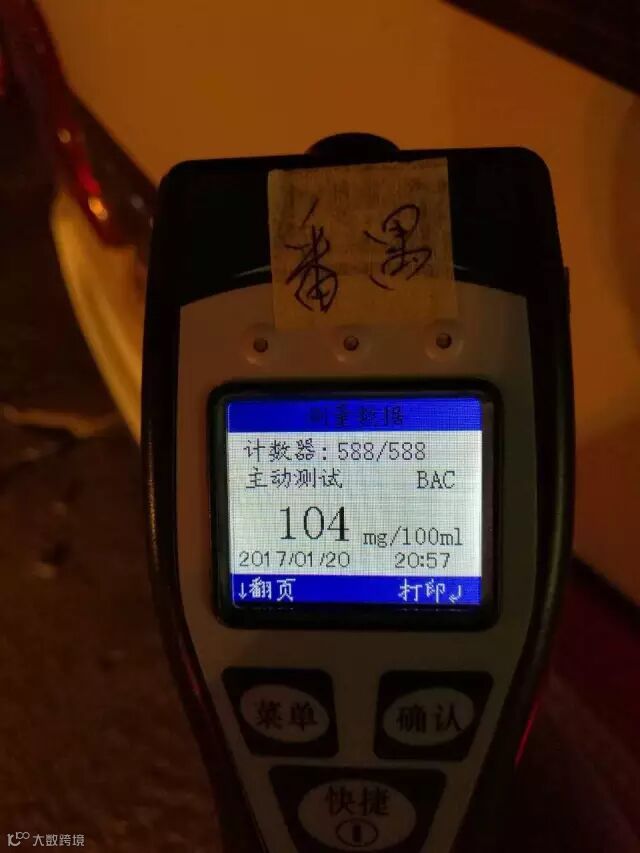 番禺
测量数据
计数器:588/588
主动测试 BAC
104 mg/100ml
2017/01/20 20:57
↓翻页 打印↲
菜单 确认
快捷
大数跨境